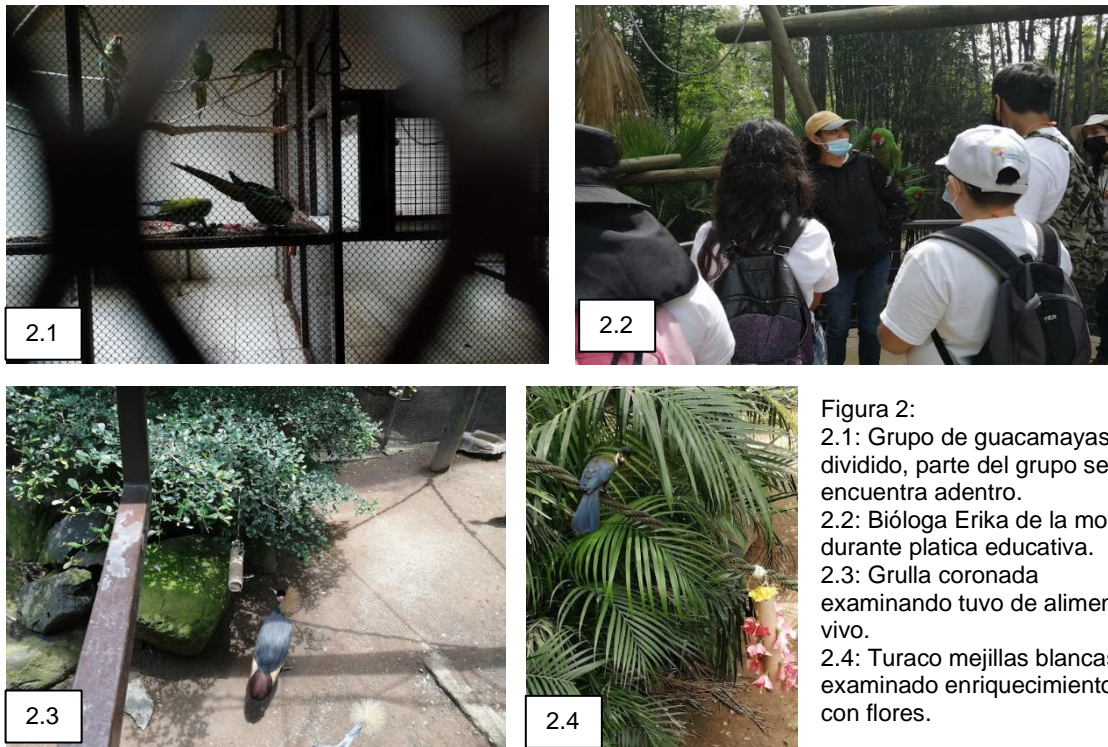 2.1
2.2
2.3
2.4
Figura 2:
2.1: Grupo de guacamayas
dividido, parte del grupo se
encuentra adentro.
2.2: Bióloga Erika de la mo
durante platica educativa.
2.3: Grulla coronada
examinando tuvo de alimen
vivo.
2.4: Turaco mejillas blancas
examinado enriquecimiento
con flores.